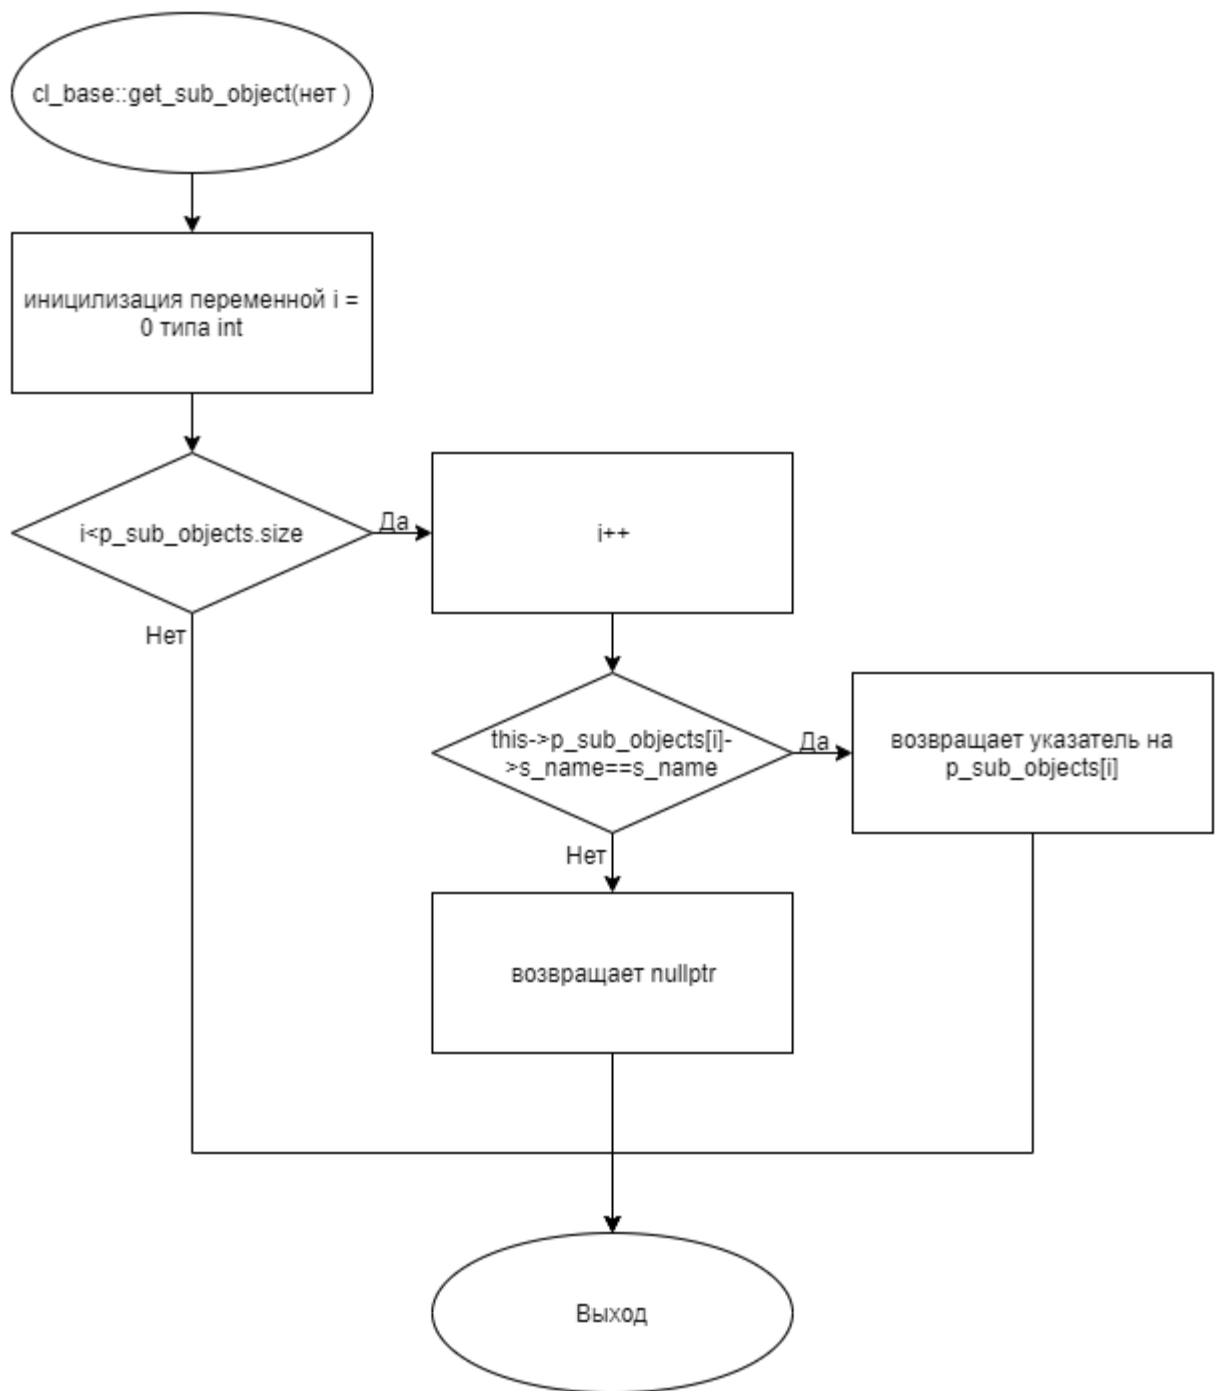 cl_base::get_sub_object(нет )
иницилизация переменной i =
0 типа int
i<p_sub_objects.size
Да
i++
Нет
this->p_sub_objects[i]-
>s_name==s_name
Да
возвращает указатель на
p_sub_objects[i]
Нет
возвращает nullptr
Выход